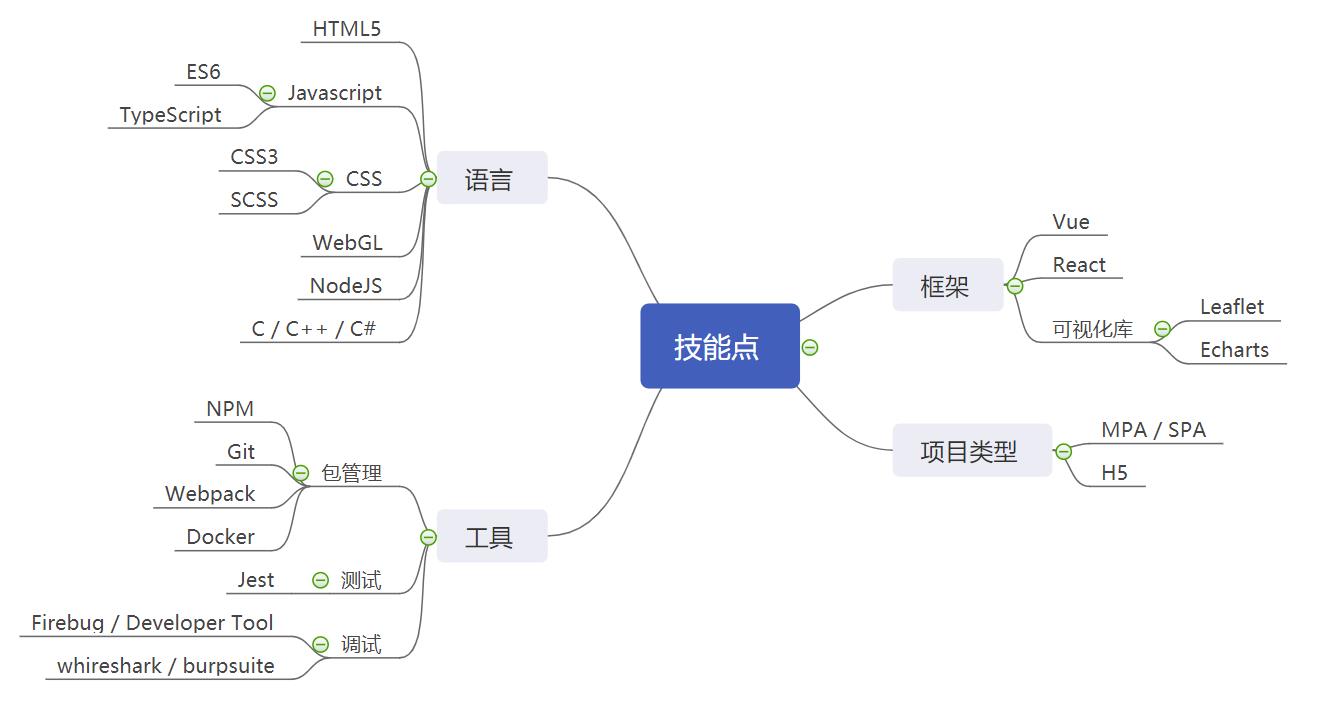 技能点
语言
HTML5
Javascript
ES6
TypeScript
CSS
CSS3
SCSS
WebGL
NodeJS
C / C++ / C#
工具
包管理
NPM
Git
Webpack
Docker
测试
Jest
调试
Firebug / Developer Tool
whireshark / burpsuite
框架
Vue
React
可视化库
Leaflet
Echarts
项目类型
MPA / SPA
H5